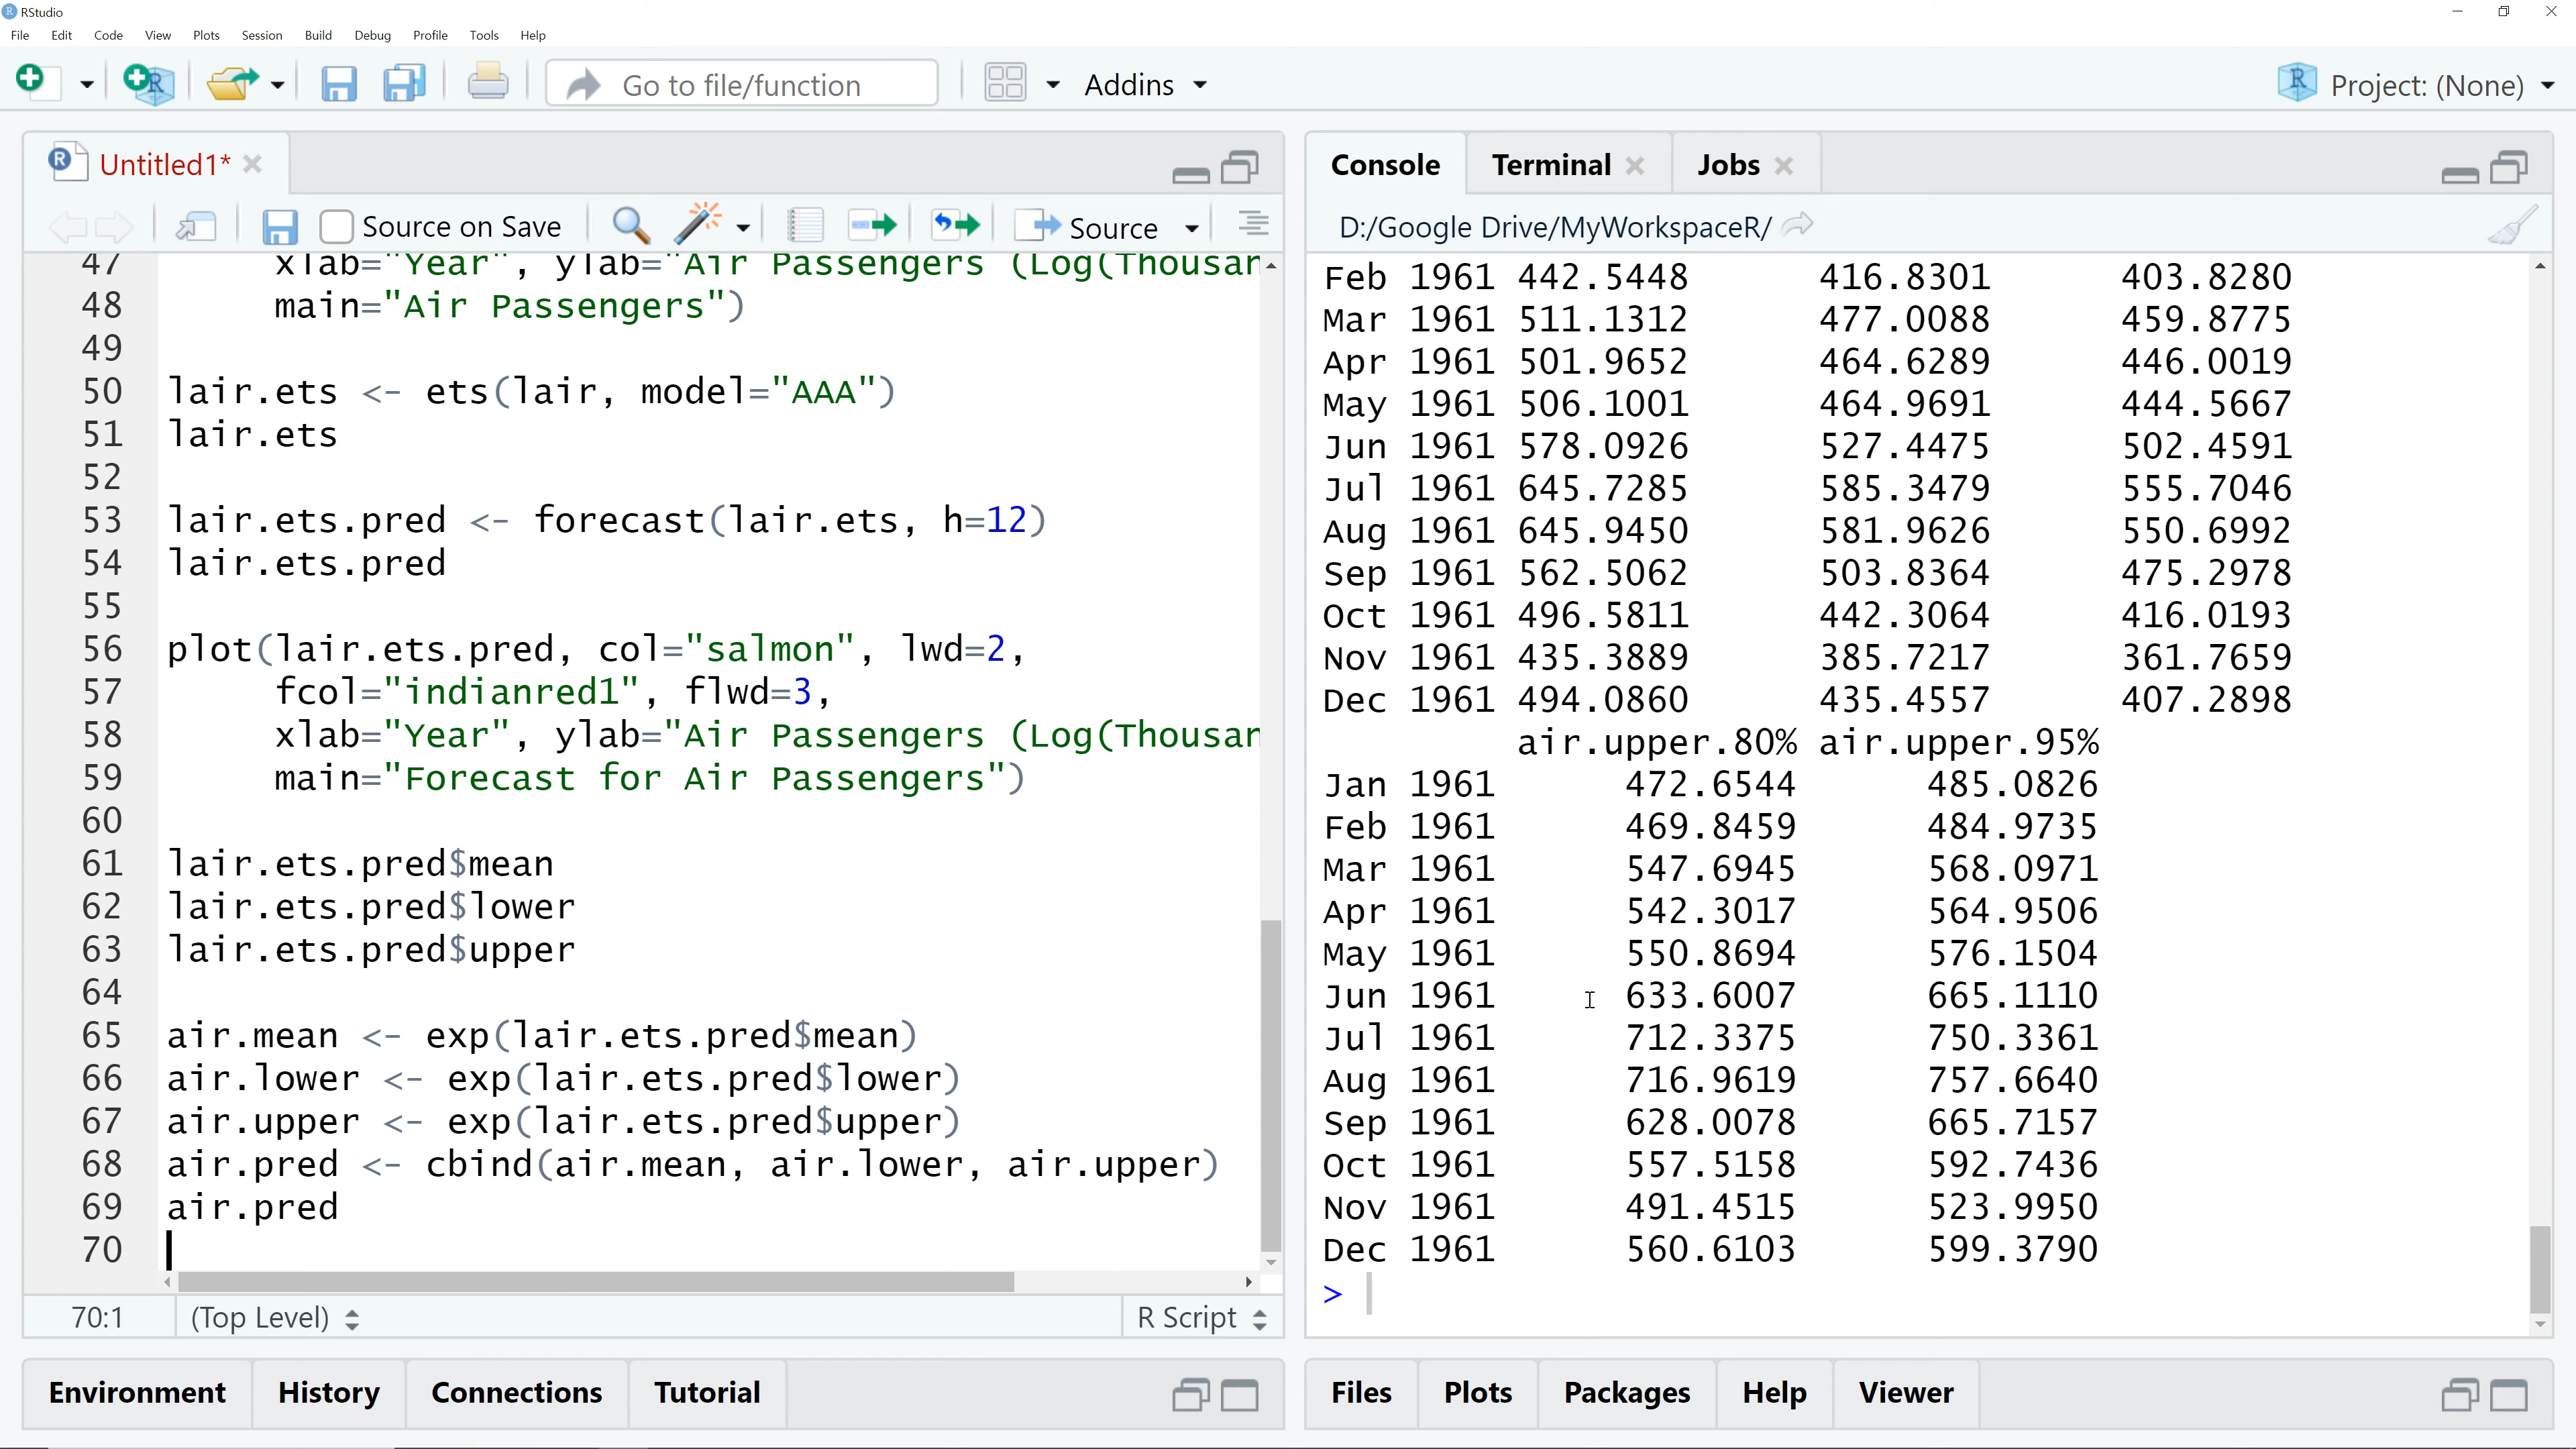 RStudio
File Edit Code View Plots Session Build Debug Profile Tools Help
Go to file/function Addins Project: (None)
Untitled1*
Source on Save Source
47 xlab="Year", ylab="Air Passengers (Log(Thousan
48 main="Air Passengers")
49
50 lair.ets <- ets(lair, model="AAA")
51 lair.ets
52
53 lair.ets.pred <- forecast(lair.ets, h=12)
54 lair.ets.pred
55
56 plot(lair.ets.pred, col="salmon", lwd=2,
57 fcol="indianred1", flwd=3,
58 xlab="Year", ylab="Air Passengers (Log(Thousan
59 main="Forecast for Air Passengers")
60
61 lair.ets.pred$mean
62 lair.ets.pred$lower
63 lair.ets.pred$upper
64
65 air.mean <- exp(lair.ets.pred$mean)
66 air.lower <- exp(lair.ets.pred$lower)
67 air.upper <- exp(lair.ets.pred$upper)
68 air.pred <- cbind(air.mean, air.lower, air.upper)
69 air.pred
70
70:1 (Top Level) R Script
Environment History Connections Tutorial
Console Terminal Jobs
D:/Google Drive/MyWorkspaceR/
Feb 1961 442.5448 416.8301 403.8280
Mar 1961 511.1312 477.0088 459.8775
Apr 1961 501.9652 464.6289 446.0019
May 1961 506.1001 464.9691 444.5667
Jun 1961 578.0926 527.4475 502.4591
Jul 1961 645.7285 585.3479 555.7046
Aug 1961 645.9450 581.9626 550.6992
Sep 1961 562.5062 503.8364 475.2978
Oct 1961 496.5811 442.3064 416.0193
Nov 1961 435.3889 385.7217 361.7659
Dec 1961 494.0860 435.4557 407.2898
air.upper.80% air.upper.95%
Jan 1961 472.6544 485.0826
Feb 1961 469.8459 484.9735
Mar 1961 547.6945 568.0971
Apr 1961 542.3017 564.9506
May 1961 550.8694 576.1504
Jun 1961 633.6007 665.1110
Jul 1961 712.3375 750.3361
Aug 1961 716.9619 757.6640
Sep 1961 628.0078 665.7157
Oct 1961 557.5158 592.7436
Nov 1961 491.4515 523.9950
Dec 1961 560.6103 599.3790
>
Files Plots Packages Help Viewer